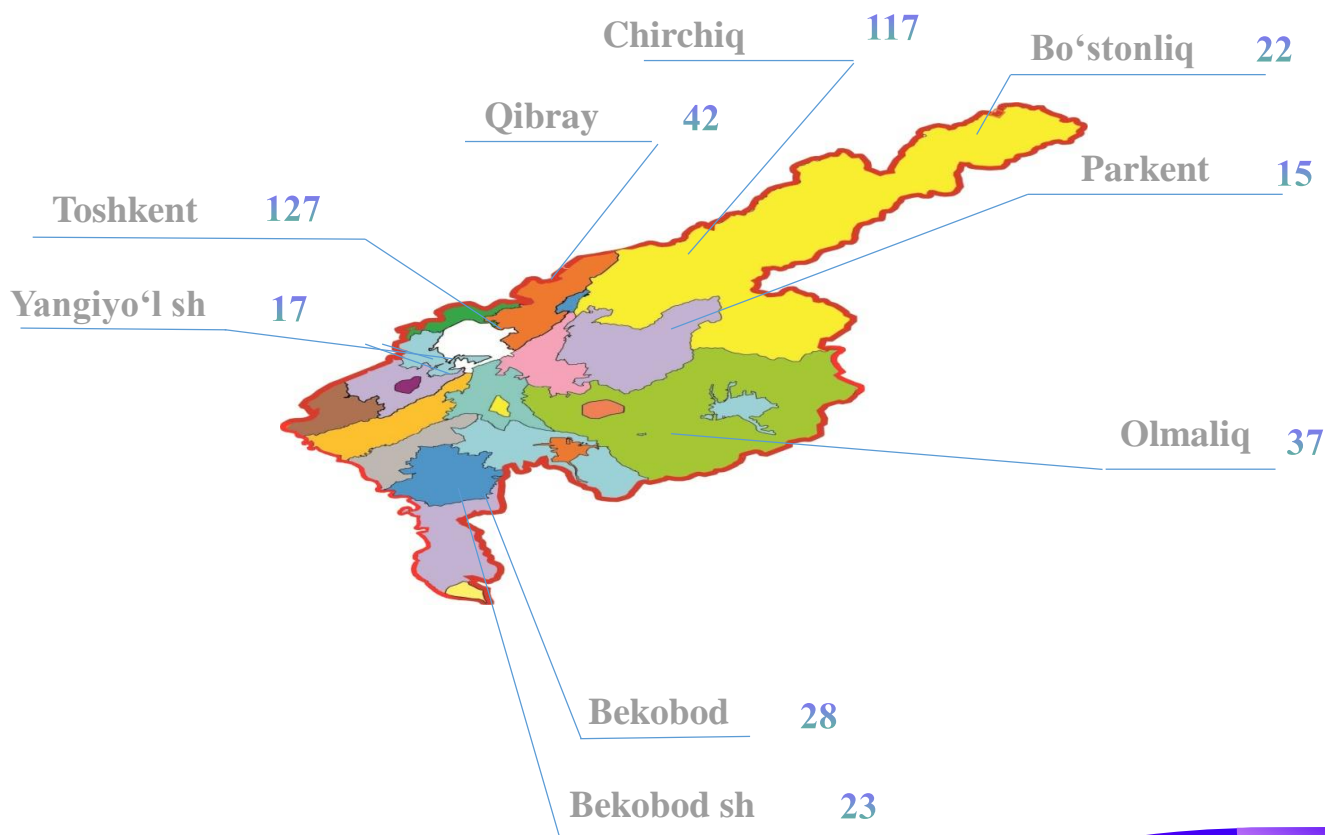 Chirchiq 117
Bo‘stonliq 22
Qibray 42
Parkent 15
Toshkent 127
Yangiyo‘l sh 17
Olmaliq 37
Bekobod 28
Bekobod sh 23